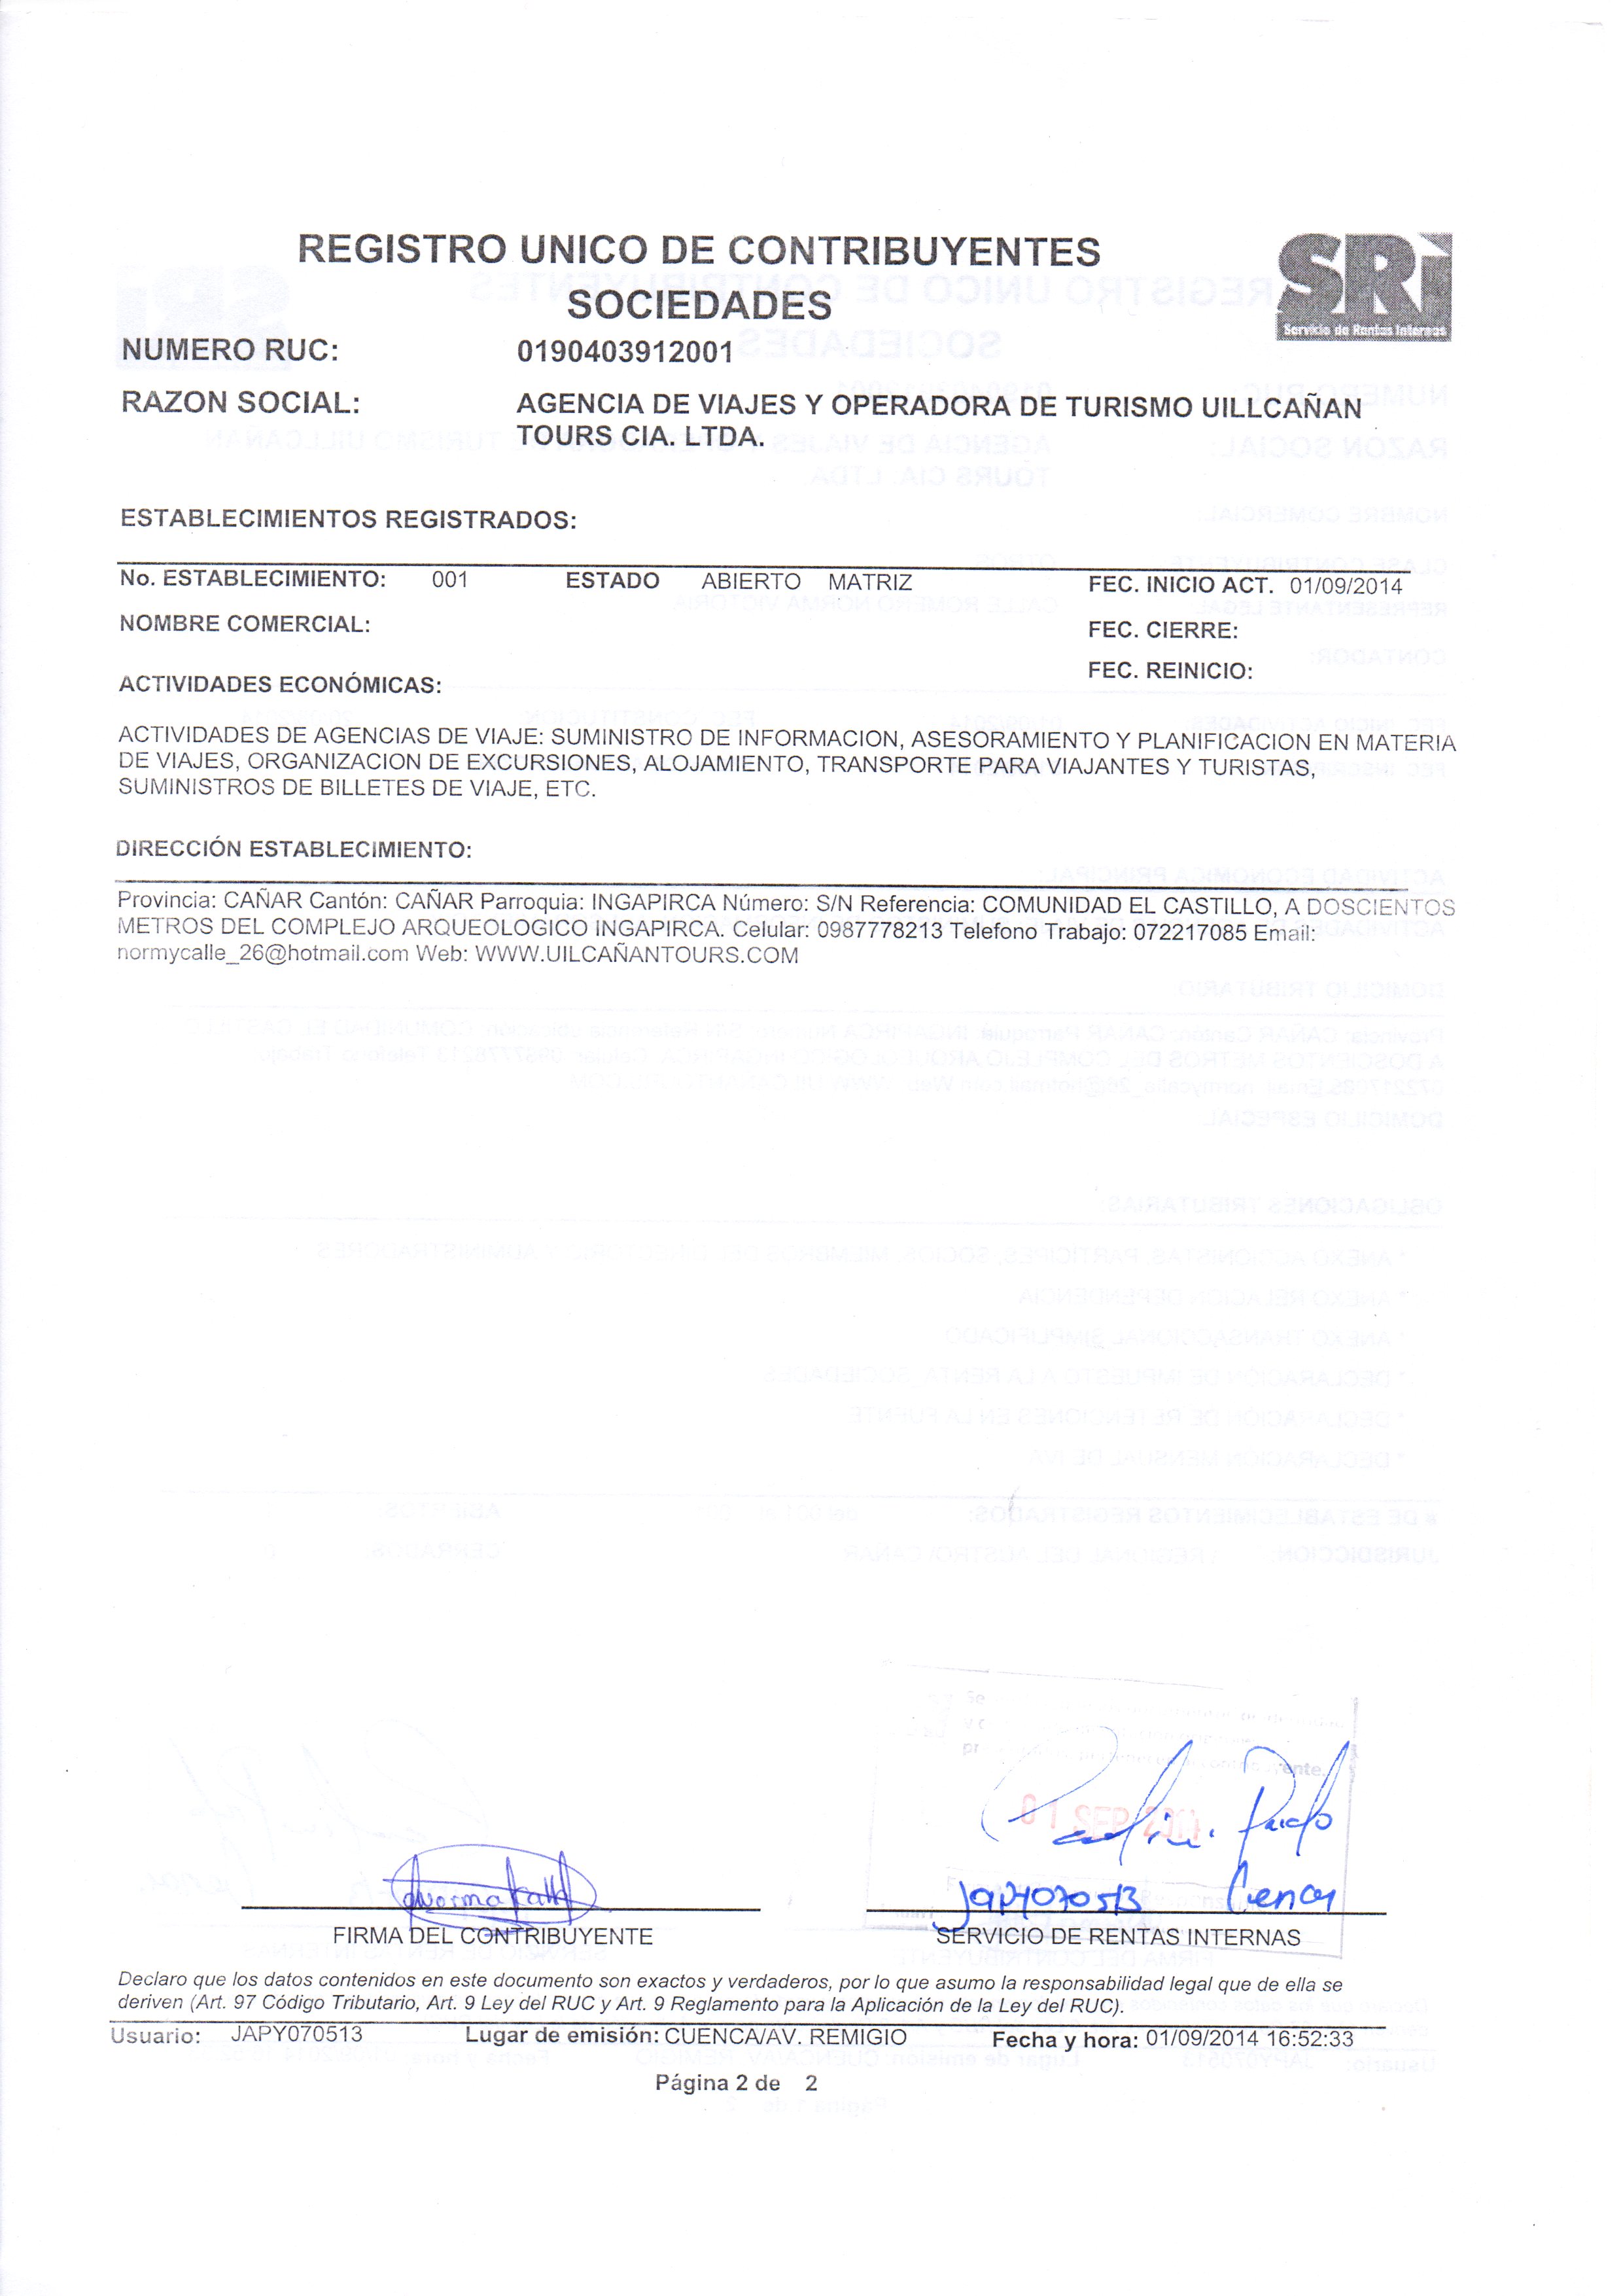 REGISTRO UNICO DE CONTRIBUYENTES
SOCIEDADES
SRi
Servicio de Rentas Internas
NUMERO RUC: 0190403912001
RAZON SOCIAL: AGENCIA DE VIAJES Y OPERADORA DE TURISMO UILLCAÑAN
TOURS CIA. LTDA.
ESTABLECIMIENTOS REGISTRADOS:
No. ESTABLECIMIENTO: 001 ESTADO ABIERTO MATRIZ FEC. INICIO ACT. 01/09/2014
NOMBRE COMERCIAL: FEC. CIERRE:
FEC. REINICIO:
ACTIVIDADES ECONÓMICAS:
ACTIVIDADES DE AGENCIAS DE VIAJE: SUMINISTRO DE INFORMACION, ASESORAMIENTO Y PLANIFICACION EN MATERIA
DE VIAJES, ORGANIZACION DE EXCURSIONES, ALOJAMIENTO, TRANSPORTE PARA VIAJANTES Y TURISTAS,
SUMINISTROS DE BILLETES DE VIAJE, ETC.
DIRECCIÓN ESTABLECIMIENTO:
Provincia: CAÑAR Cantón: CAÑAR Parroquia: INGAPIRCA Número: S/N Referencia: COMUNIDAD EL CASTILLO, A DOSCIENTOS
METROS DEL COMPLEJO ARQUEOLOGICO INGAPIRCA. Celular: 0987778213 Telefono Trabajo: 072217085 Email:
normycalle_26@hotmail.com Web: WWW.UILCAÑANTOURS.COM
01 SEP 2014
Norma Calle
japy070513 Cuenca
FIRMA DEL CONTRIBUYENTE SERVICIO DE RENTAS INTERNAS
Declaro que los datos contenidos en este documento son exactos y verdaderos, por lo que asumo la responsabilidad legal que de ella se
deriven (Art. 97 Código Tributario, Art. 9 Ley del RUC y Art. 9 Reglamento para la Aplicación de la Ley del RUC).
Usuario: JAPY070513 Lugar de emisión: CUENCA/AV. REMIGIO Fecha y hora: 01/09/2014 16:52:33
Página 2 de 2